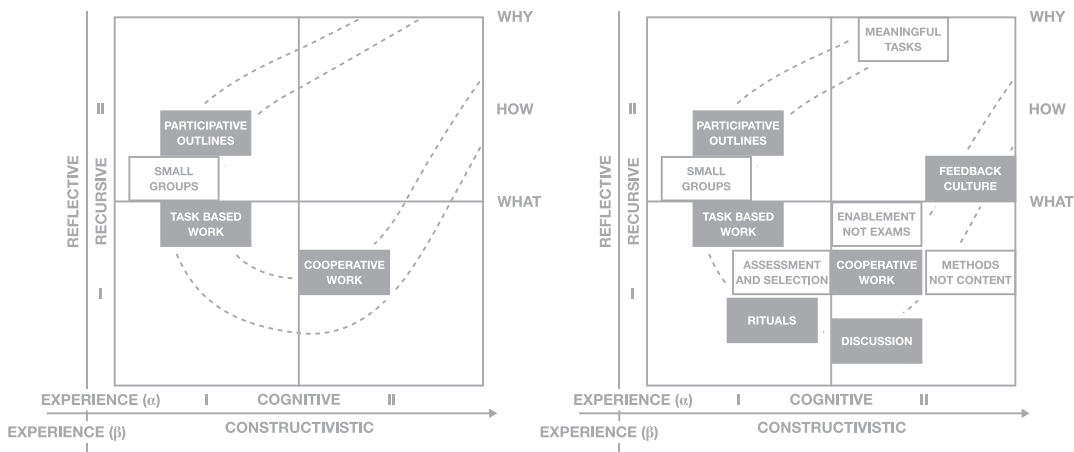 WHY
HOW
WHAT
REFLECTIVE
RECURSIVE
II
I
PARTICIPATIVE
OUTLINES
SMALL
GROUPS
TASK BASED
WORK
COOPERATIVE
WORK
EXPERIENCE (α)
I
COGNITIVE
II
CONSTRUCTIVISTIC
EXPERIENCE (β)
WHY
HOW
WHAT
REFLECTIVE
RECURSIVE
II
I
MEANINGFUL
TASKS
PARTICIPATIVE
OUTLINES
SMALL
GROUPS
FEEDBACK
CULTURE
TASK BASED
WORK
ENABLEMENT
NOT EXAMS
ASSESSMENT
AND SELECTION
COOPERATIVE
WORK
METHODS
NOT CONTENT
RITUALS
DISCUSSION
EXPERIENCE (α)
I
COGNITIVE
II
CONSTRUCTIVISTIC
EXPERIENCE (β)